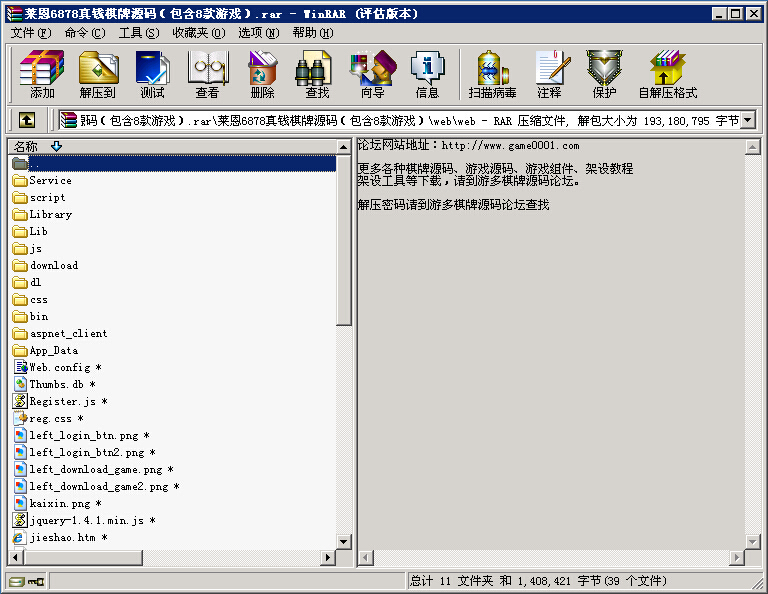 莱恩6878真钱棋牌源码(包含8款游戏).rar - WinRAR (评估版本)
文件(F) 命令(C) 工具(S) 收藏夹(O) 选项(N) 帮助(H)
添加 解压到 测试 查看 删除 查找 向导 信息 扫描病毒 注释 保护 自解压格式
码(包含8款游戏).rar\莱恩6878真钱棋牌源码(包含8款游戏)\web\web - RAR 压缩文件, 解包大小为 193,180,795 字节
名称
..
Service
script
Library
Lib
js
download
dl
css
bin
aspnet_client
App_Data
Web.config *
Thumbs.db *
Register.js *
reg.css *
left_login_btn.png *
left_login_btn2.png *
left_download_game.png *
left_download_game2.png *
kaixin.png *
jquery-1.4.1.min.js *
jieshao.htm *
论坛网站地址：http://www.game0001.com
更多各种棋牌源码、游戏源码、游戏组件、架设教程
架设工具等下载，请到游多棋牌源码论坛。
解压密码请到游多棋牌源码论坛查找
总计 11 文件夹 和 1,408,421 字节(39 个文件)